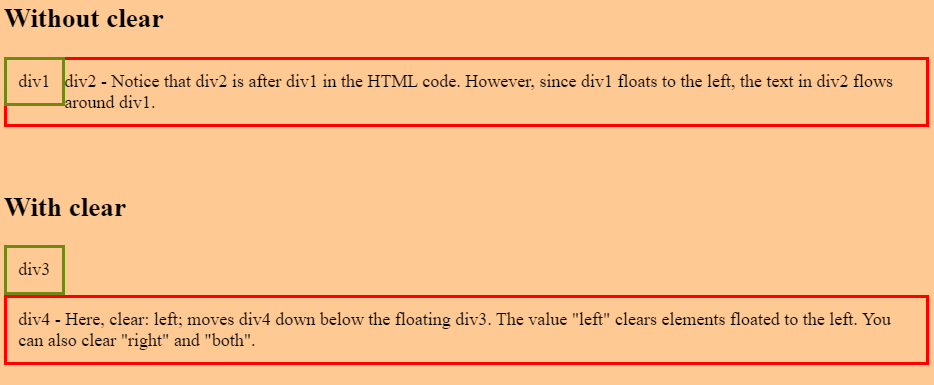 Without clear
div1 div2 - Notice that div2 is after div1 in the HTML code. However, since div1 floats to the left, the text in div2 flows
around div1.
With clear
div3
div4 - Here, clear: left; moves div4 down below the floating div3. The value "left" clears elements floated to the left. You
can also clear "right" and "both".